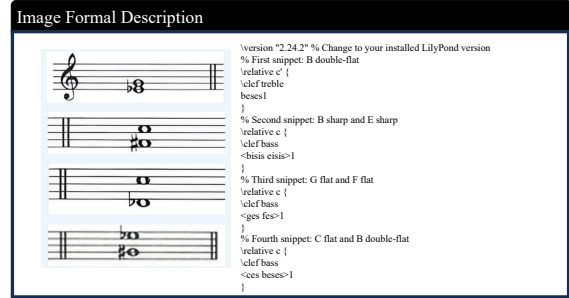 Image Formal Description
\version "2.24.2" % Change to your installed LilyPond version
% First snippet: B double-flat
\relative c' {
\clef treble
beses1
}
% Second snippet: B sharp and E sharp
\relative c {
\clef bass
<bisis eisis>1
}
% Third snippet: G flat and F flat
\relative c {
\clef bass
<ges fes>1
}
% Fourth snippet: C flat and B double-flat
\relative c {
\clef bass
<ces beses>1
}